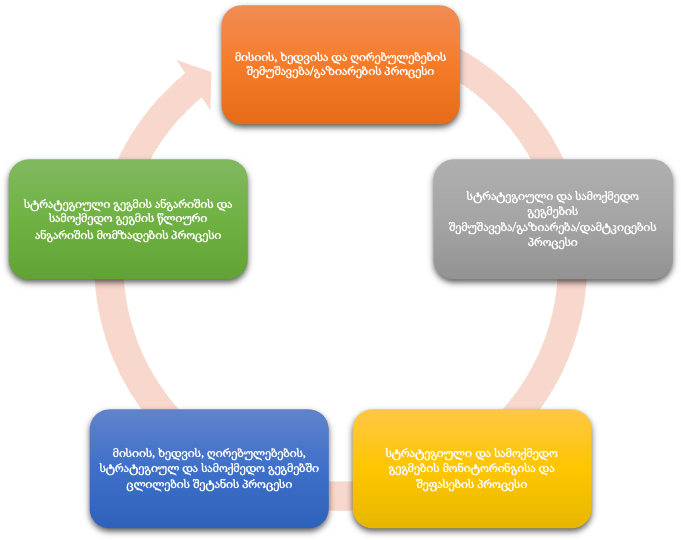 მისიის, ხედვისა და ღირებულებების
შემუშავება/გაზიარების პროცესი
სტრატეგიული და სამოქმედო
გეგმების
შემუშავება/გაზიარება/დამტკიცების
პროცესი
სტრატეგიული და სამოქმედო
გეგმების მონიტორინგისა და
შეფასების პროცესი
მისიის, ხედვის, ღირებულებების,
სტრატეგიულ და სამოქმედო გეგმებში
ცლილების შეტანის პროცესი
სტრატეგიული გეგმის ანგარიშის და
სამოქმედო გეგმის წლიური
ანგარიშის მომზადების პროცესი